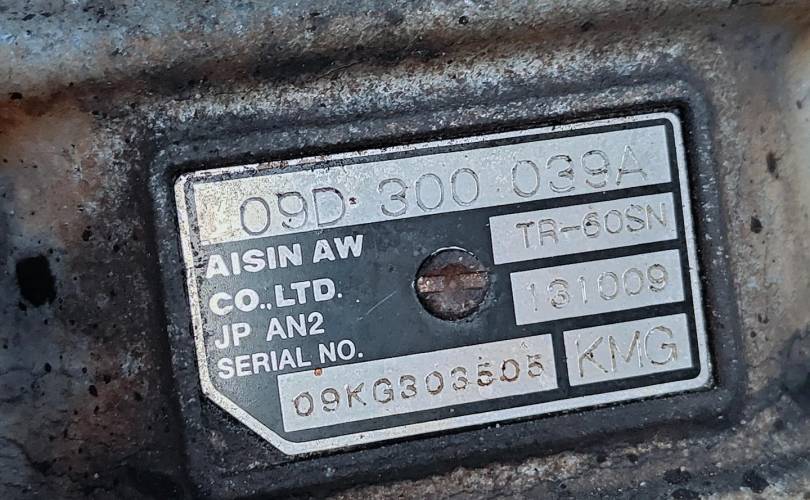 09D 300 039A
AISIN AW
CO.,LTD.
JP AN2
SERIAL NO.
TR-60SN
131009
09KG303505
KMG